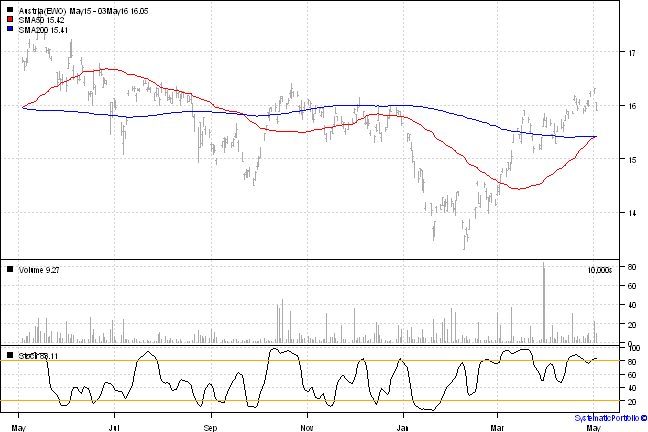 Austria(EWO) May15 - 03May16 16.05
SMA50 15.42
SMA200 15.41
17
16
15
14
Volume 9.27
10,000s
80
60
40
20
0
88.11
100
80
60
40
20
May
Jul
Sep
Nov
Jan
Mar
May
SystematicPortfolio ©